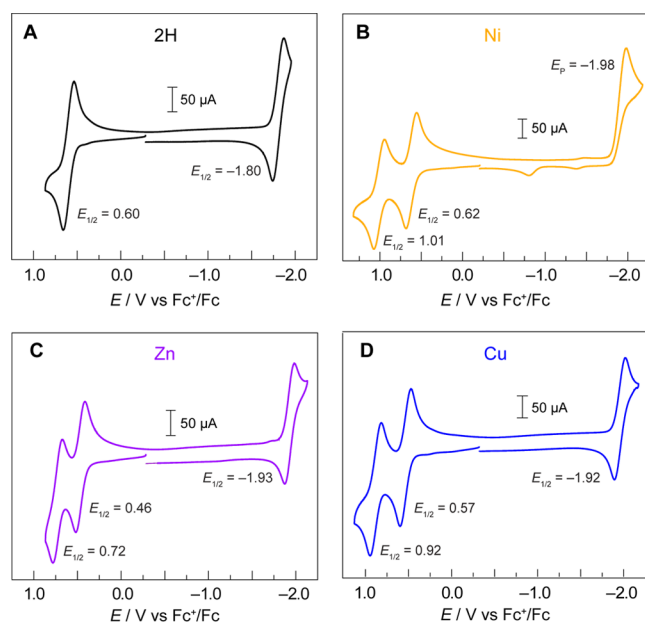 A
2H
50 µA
E1/2 = –1.80
E1/2 = 0.60
1.0 0.0 –1.0 –2.0
E / V vs Fc⁺/Fc
B
Ni
EP = –1.98
50 µA
E1/2 = 0.62
E1/2 = 1.01
1.0 0.0 –1.0 –2.0
E / V vs Fc⁺/Fc
C
Zn
50 µA
E1/2 = –1.93
E1/2 = 0.46
E1/2 = 0.72
1.0 0.0 –1.0 –2.0
E / V vs Fc⁺/Fc
D
Cu
50 µA
E1/2 = –1.92
E1/2 = 0.57
E1/2 = 0.92
1.0 0.0 –1.0 –2.0
E / V vs Fc⁺/Fc